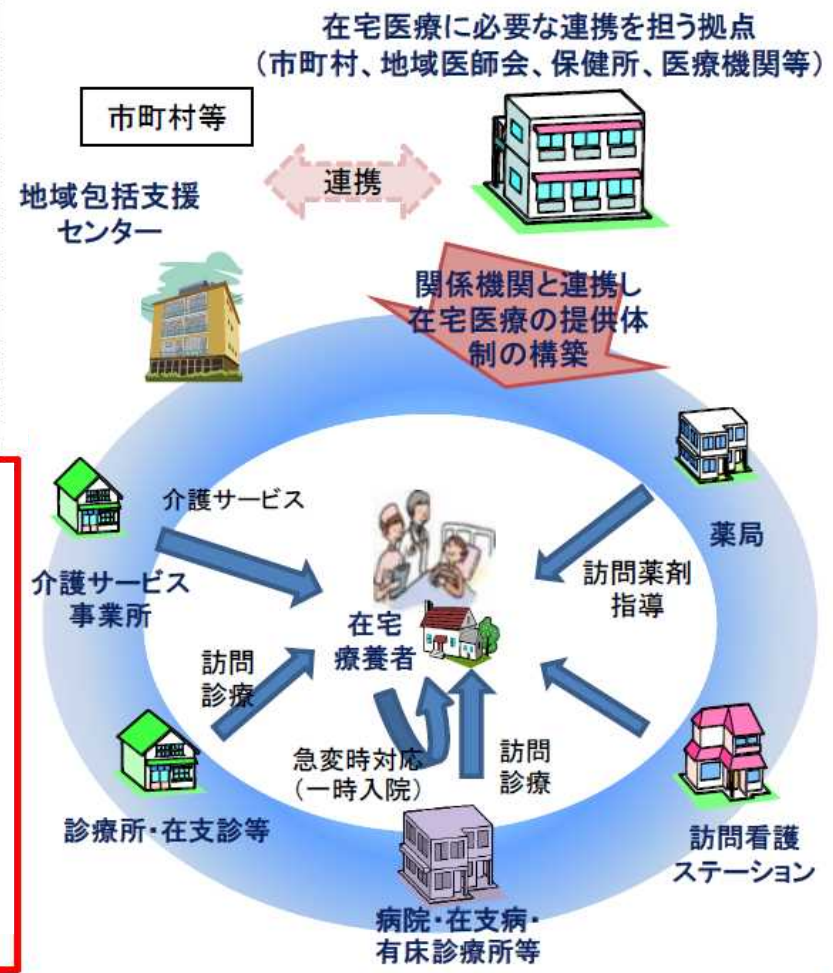 在宅医療に必要な連携を担う拠点
（市町村、地域医師会、保健所、医療機関等）
市町村等
連携
地域包括支援
センター
関係機関と連携し
在宅医療の提供体
制の構築
介護サービス
薬局
介護サービス
事業所
訪問薬剤
指導
在宅
療養者
訪問
診療
急変時対応
（一時入院）
訪問
診療
診療所・在支診等
訪問看護
ステーション
病院・在支病・
有床診療所等